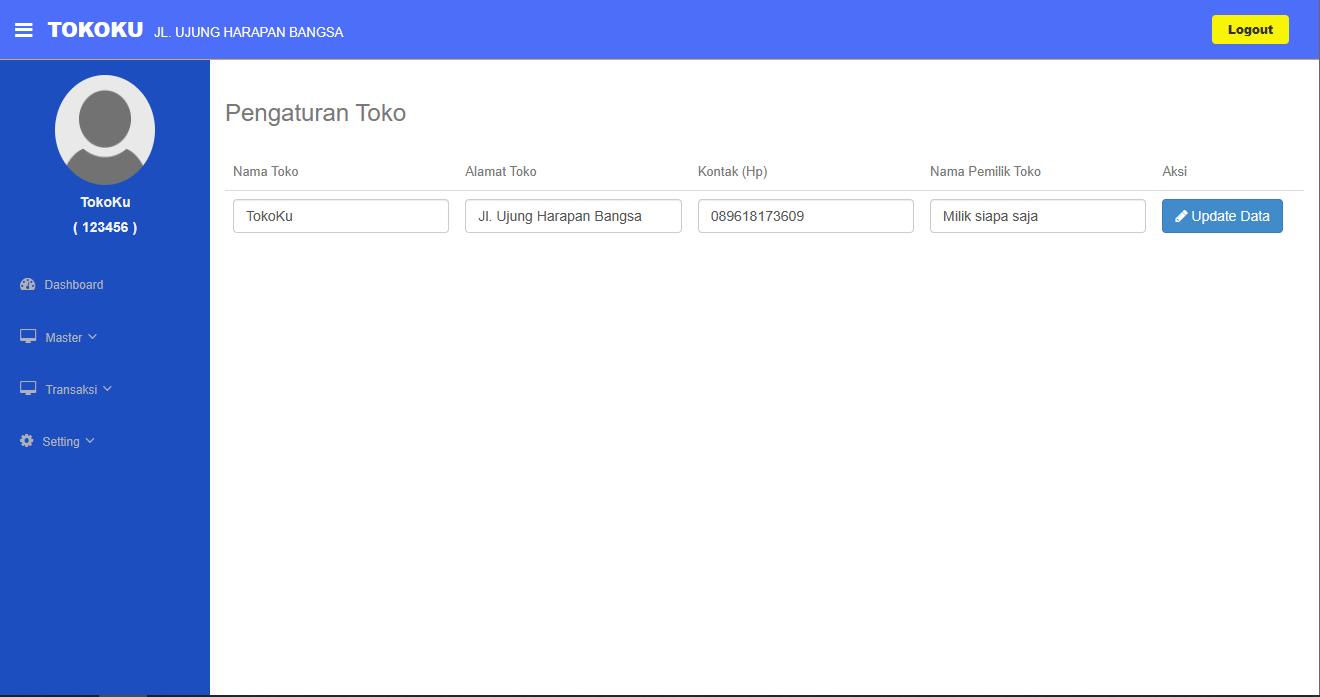 TOKOKU JL. UJUNG HARAPAN BANGSA
Logout
TokoKu
( 123456 )
Dashboard
Master
Transaksi
Setting
Pengaturan Toko
Nama Toko Alamat Toko Kontak (Hp) Nama Pemilik Toko Aksi
TokoKu Jl. Ujung Harapan Bangsa 089618173609 Milik siapa saja Update Data